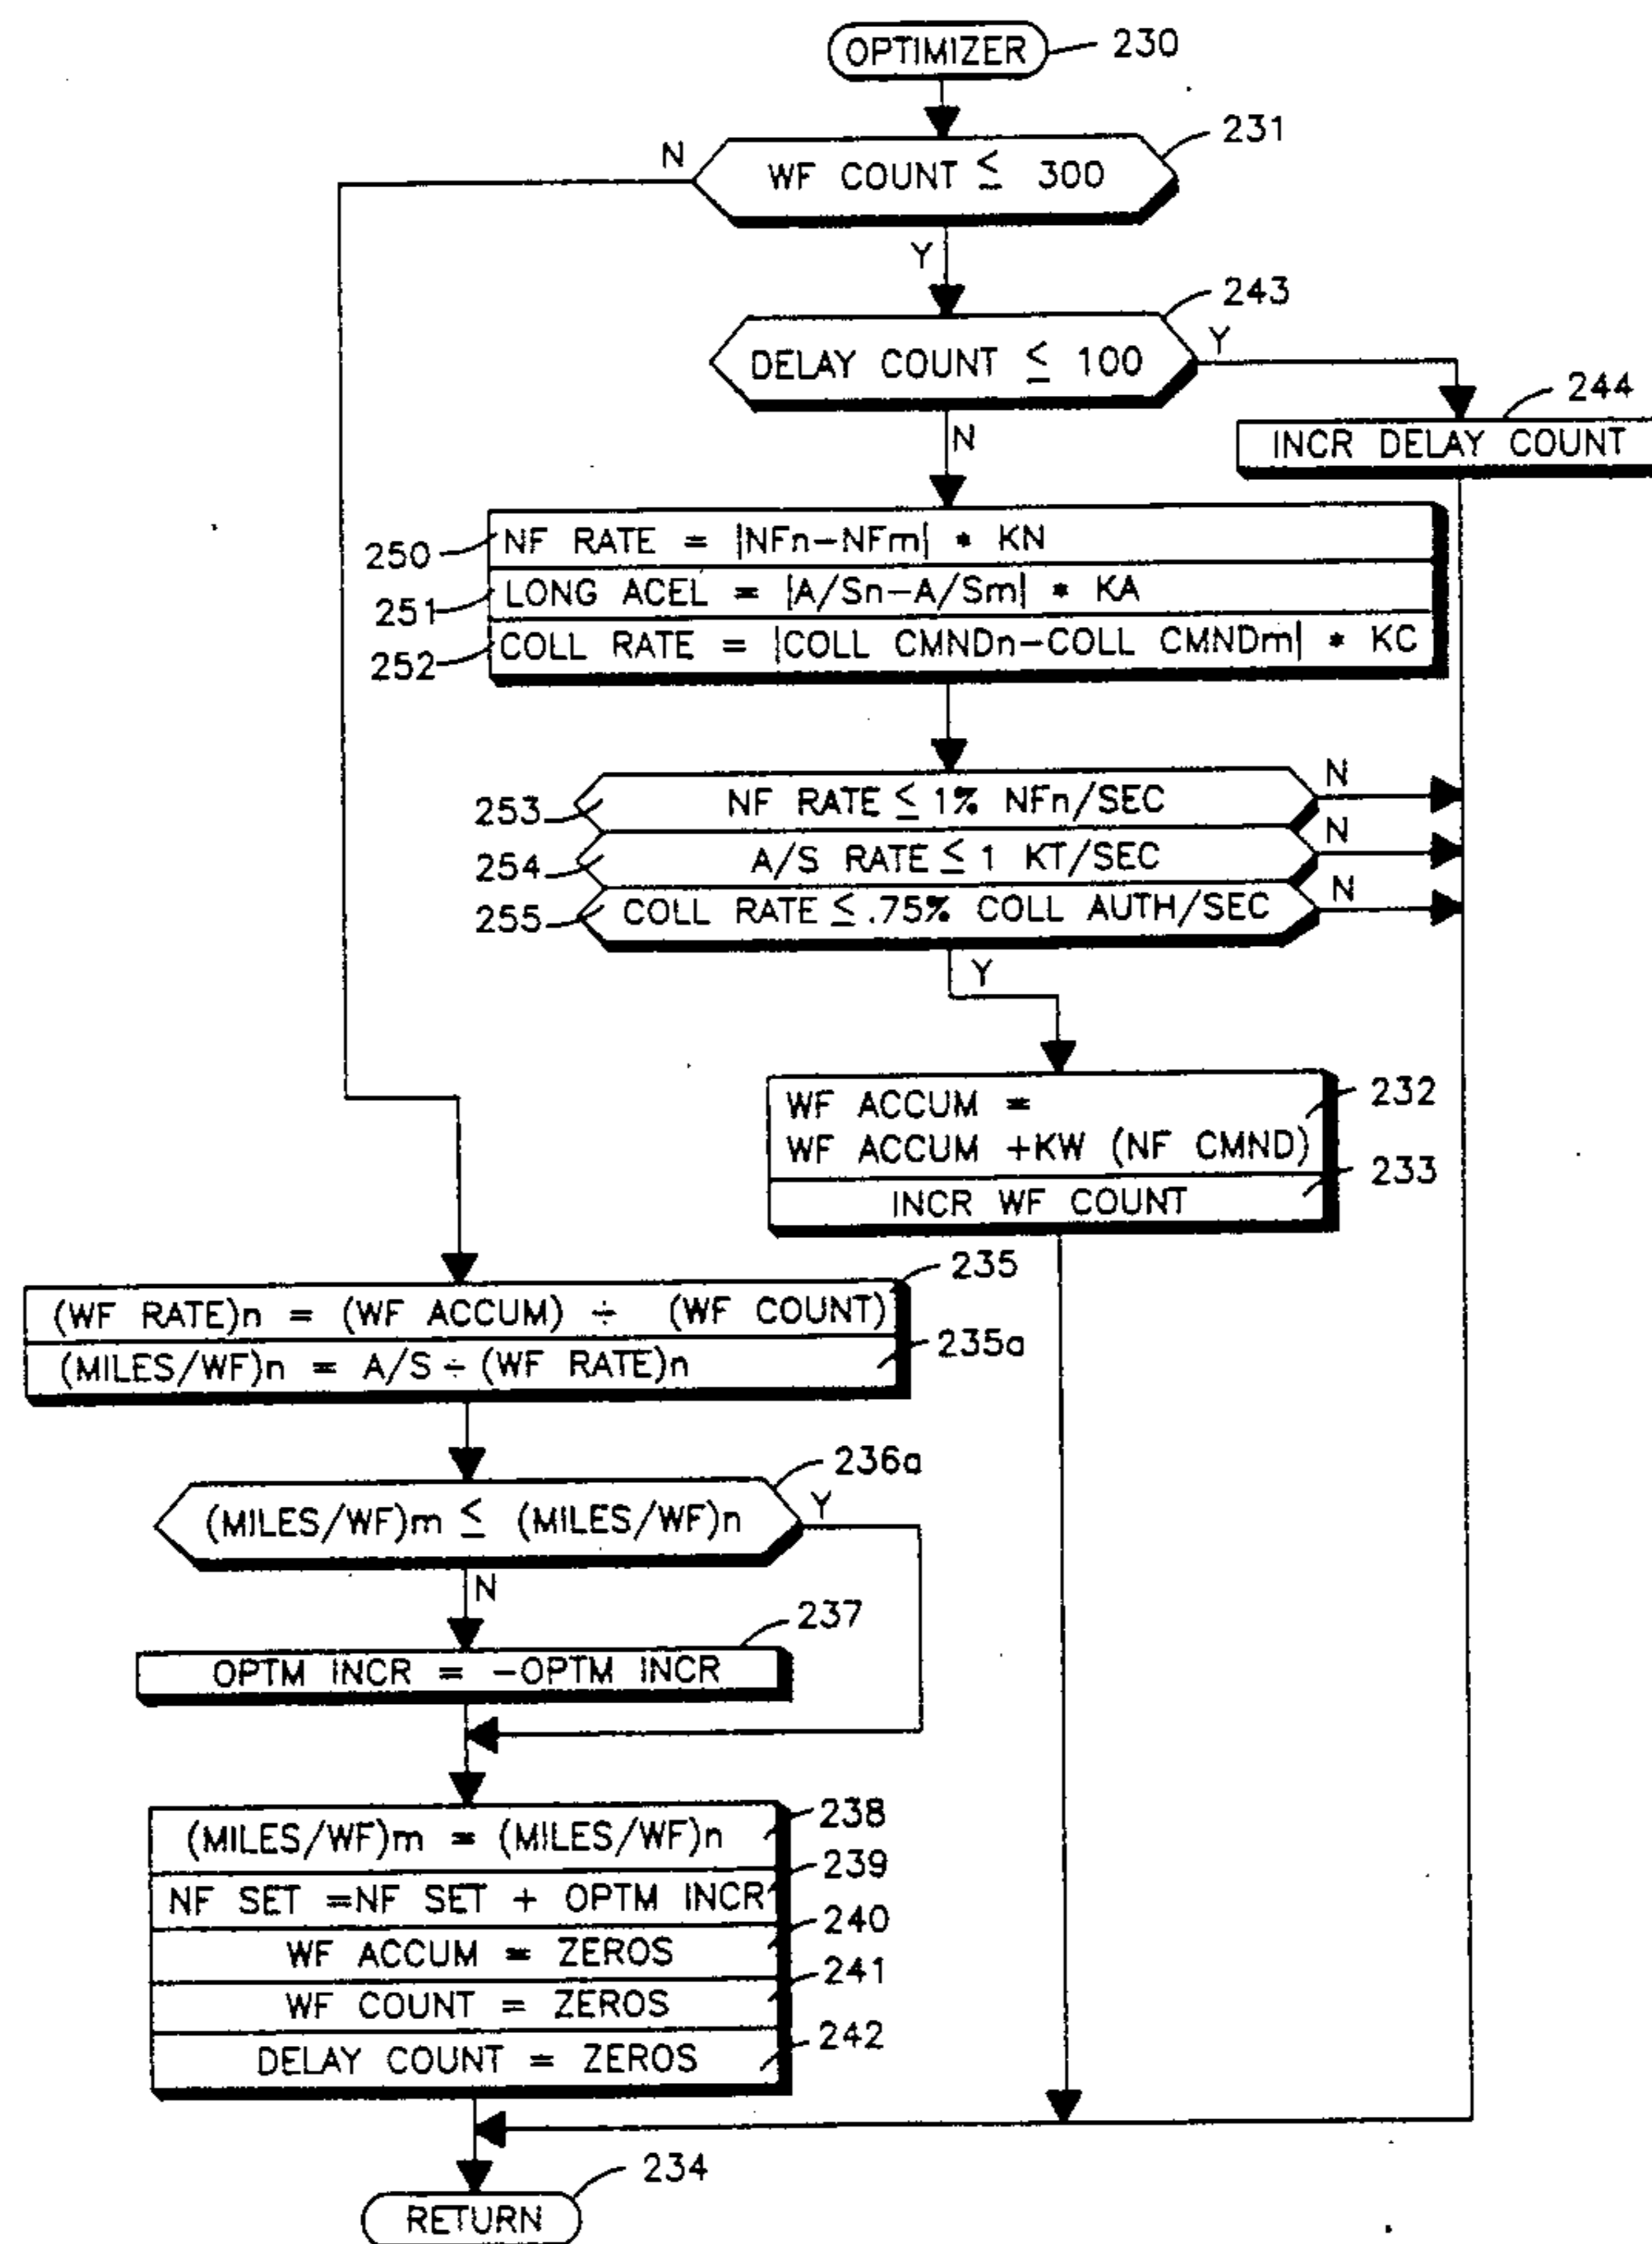 OPTIMIZER
230
231
N
WF COUNT ≤ 300
Y
243
DELAY COUNT ≤ 100
Y
244
N
INCR DELAY COUNT
250
NF RATE = |NFn-NFm| * KN
251
LONG ACEL = |A/Sn-A/Sm| * KA
252
COLL RATE = |COLL CMNDn-COLL CMNDm| * KC
253
NF RATE ≤ 1% NFn/SEC
N
254
A/S RATE ≤ 1 KT/SEC
N
255
COLL RATE ≤ .75% COLL AUTH/SEC
N
Y
WF ACCUM =
232
WF ACCUM +KW (NF CMND)
233
INCR WF COUNT
235
(WF RATE)n = (WF ACCUM) ÷ (WF COUNT)
235a
(MILES/WF)n = A/S ÷ (WF RATE)n
236a
(MILES/WF)m ≤ (MILES/WF)n
Y
N
237
OPTM INCR = -OPTM INCR
238
(MILES/WF)m = (MILES/WF)n
239
NF SET =NF SET + OPTM INCR
240
WF ACCUM = ZEROS
241
WF COUNT = ZEROS
242
DELAY COUNT = ZEROS
234
RETURN